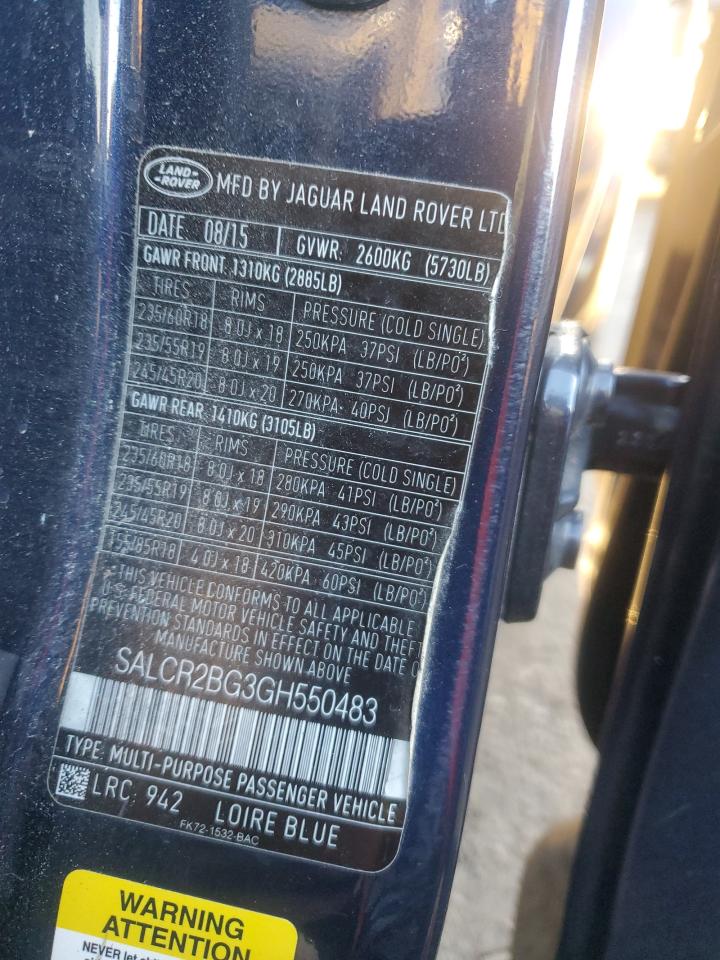 LAND-
-ROVER
MFD BY JAGUAR LAND ROVER LTD
DATE 08/15 GVWR: 2600KG (5730LB)
GAWR FRONT 1310KG (2885LB)
TIRES RIMS PRESSURE (COLD SINGLE)
235/60R18 8.0J x 18 250KPA 37PSI (LB/PO²)
235/55R19 8.0J x 19 250KPA 37PSI (LB/PO²)
245/45R20 8.0J x 20 270KPA 40PSI (LB/PO²)
GAWR REAR 1410KG (3105LB)
TIRES RIMS PRESSURE (COLD SINGLE)
235/60R18 8.0J x 18 280KPA 41PSI (LB/PO²)
235/55R19 8.0J x 19 290KPA 43PSI (LB/PO²)
245/45R20 8.0J x 20 310KPA 45PSI (LB/PO²)
155/85R18 4.0J x 18 420KPA 60PSI (LB/PO²)
THIS VEHICLE CONFORMS TO ALL APPLICABLE
U.S. FEDERAL MOTOR VEHICLE SAFETY AND THEFT
PREVENTION STANDARDS IN EFFECT ON THE DATE O
MANUFACTURE SHOWN ABOVE
SALCR2BG3GH550483
TYPE: MULTI-PURPOSE PASSENGER VEHICLE
LRC: 942 LOIRE BLUE
FK72-1532-BAC
WARNING
ATTENTION
NEVER let